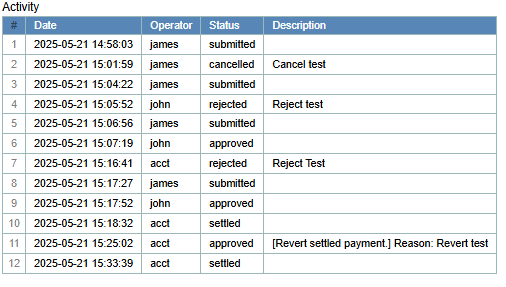 Activity
# Date Operator Status Description
1 2025-05-21 14:58:03 james submitted
2 2025-05-21 15:01:59 james cancelled Cancel test
3 2025-05-21 15:04:22 james submitted
4 2025-05-21 15:05:52 john rejected Reject test
5 2025-05-21 15:06:56 james submitted
6 2025-05-21 15:07:19 john approved
7 2025-05-21 15:16:41 acct rejected Reject Test
8 2025-05-21 15:17:27 james submitted
9 2025-05-21 15:17:52 john approved
10 2025-05-21 15:18:32 acct settled
11 2025-05-21 15:25:02 acct approved [Revert settled payment.] Reason: Revert test
12 2025-05-21 15:33:39 acct settled